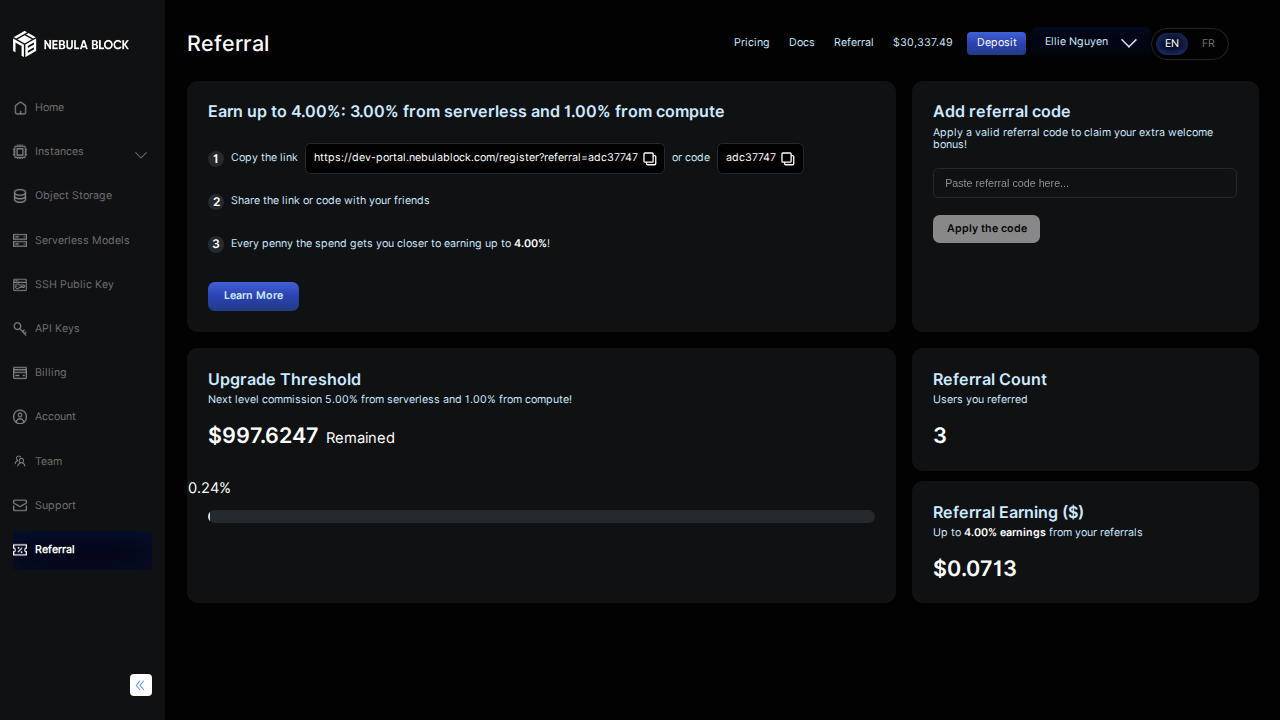 NEBULA BLOCK
Home
Instances
Object Storage
Serverless Models
SSH Public Key
API Keys
Billing
Account
Team
Support
Referral
Referral
Pricing Docs Referral $30,337.49 Deposit Ellie Nguyen EN FR
Earn up to 4.00%: 3.00% from serverless and 1.00% from compute
1 Copy the link https://dev-portal.nebulablock.com/register?referral=adc37747 or code adc37747
2 Share the link or code with your friends
3 Every penny the spend gets you closer to earning up to 4.00%!
Learn More
Add referral code
Apply a valid referral code to claim your extra welcome
bonus!
Paste referral code here...
Apply the code
Upgrade Threshold
Next level commission 5.00% from serverless and 1.00% from compute!
$997.6247 Remained
0.24%
Referral Count
Users you referred
3
Referral Earning ($)
Up to 4.00% earnings from your referrals
$0.0713